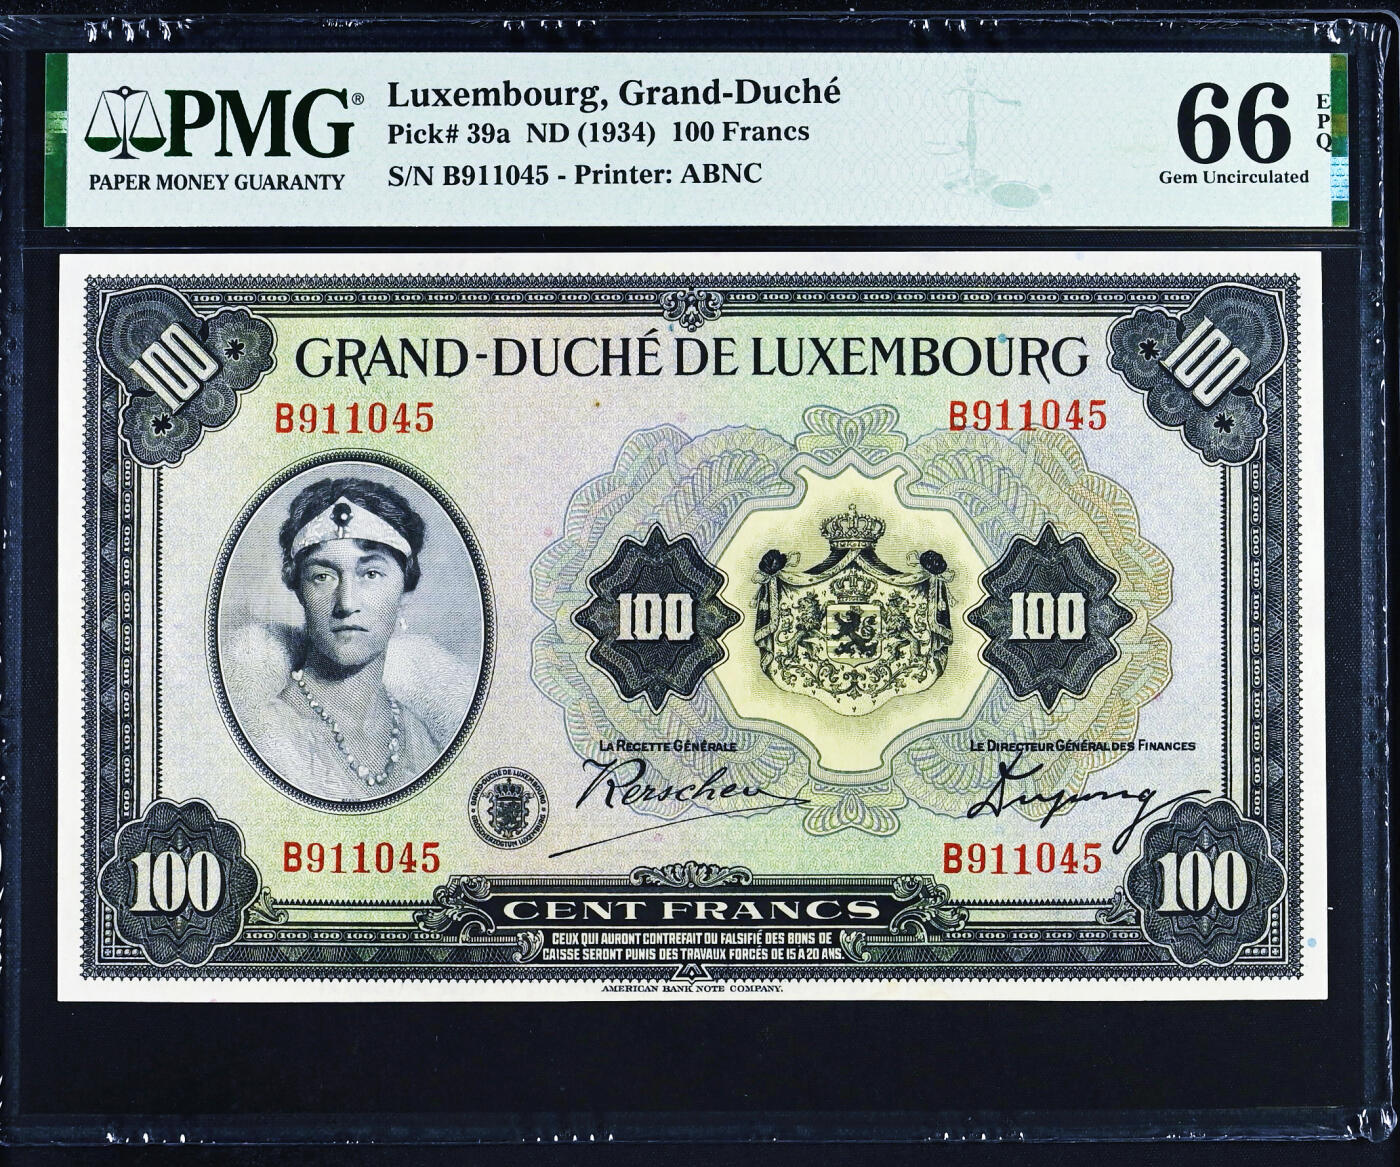 PMG®
PAPER MONEY GUARANTY
Luxembourg, Grand-Duché
Pick# 39a ND (1934) 100 Francs
S/N B911045 - Printer: ABNC
66
EPQ
Gem Uncirculated
100
100
GRAND-DUCHÉ DE LUXEMBOURG
B911045
B911045
100
100
LA RECETTE GÉNÉRALE
LE DIRECTEUR GÉNÉRAL DES FINANCES
B911045
B911045
100
100
CENT FRANCS
CEUX QUI AURONT CONTREFAIT OU FALSIFIÉ DES BONS DE
CAISSE SERONT PUNIS DES TRAVAUX FORCÉS DE 15 À 20 ANS.
AMERICAN BANK NOTE COMPANY.